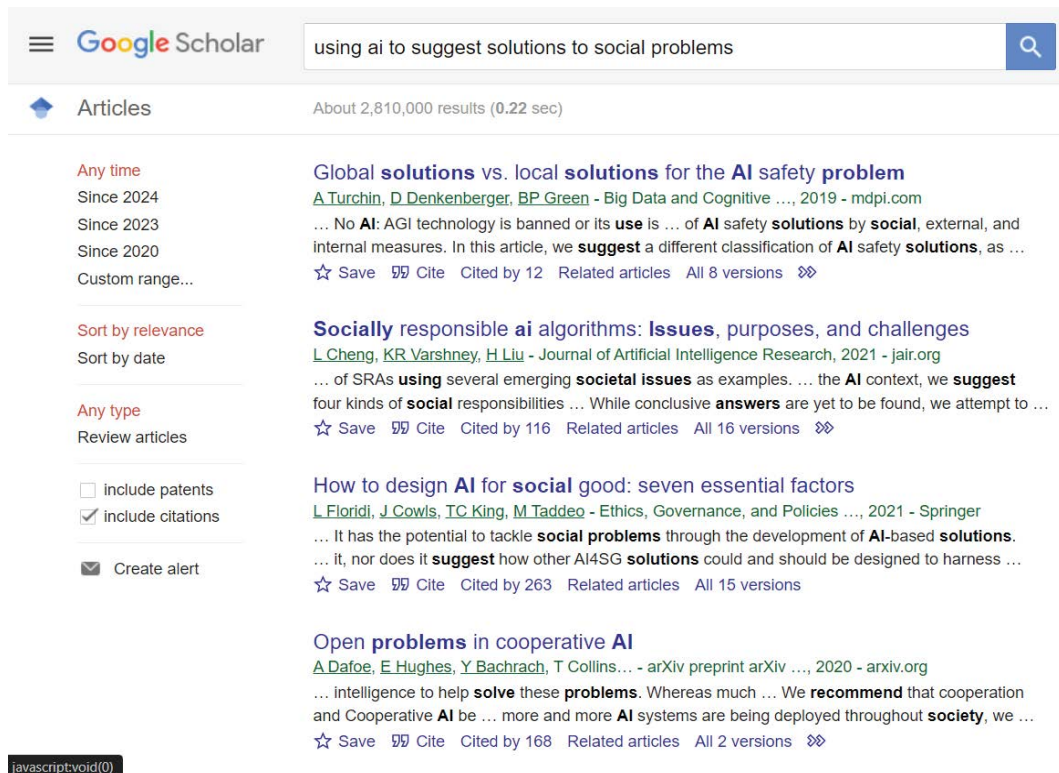 Google Scholar
using ai to suggest solutions to social problems
Articles
About 2,810,000 results (0.22 sec)
Any time
Since 2024
Since 2023
Since 2020
Custom range...
Sort by relevance
Sort by date
Any type
Review articles
include patents
include citations
Create alert
Global solutions vs. local solutions for the AI safety problem
A Turchin, D Denkenberger, BP Green - Big Data and Cognitive …, 2019 - mdpi.com
… No AI: AGI technology is banned or its use is … of AI safety solutions by social, external, and
internal measures. In this article, we suggest a different classification of AI safety solutions, as …
Save Cite Cited by 12 Related articles All 8 versions
Socially responsible ai algorithms: Issues, purposes, and challenges
L Cheng, KR Varshney, H Liu - Journal of Artificial Intelligence Research, 2021 - jair.org
… of SRAs using several emerging societal issues as examples. … the AI context, we suggest
four kinds of social responsibilities … While conclusive answers are yet to be found, we attempt to …
Save Cite Cited by 116 Related articles All 16 versions
How to design AI for social good: seven essential factors
L Floridi, J Cowls, TC King, M Taddeo - Ethics, Governance, and Policies …, 2021 - Springer
… It has the potential to tackle social problems through the development of AI-based solutions.
… it, nor does it suggest how other AI4SG solutions could and should be designed to harness …
Save Cite Cited by 263 Related articles All 15 versions
Open problems in cooperative AI
A Dafoe, E Hughes, Y Bachrach, T Collins… - arXiv preprint arXiv …, 2020 - arxiv.org
… intelligence to help solve these problems. Whereas much … We recommend that cooperation
and Cooperative AI be … more and more AI systems are being deployed throughout society, we …
Save Cite Cited by 168 Related articles All 2 versions
javascript:void(0)